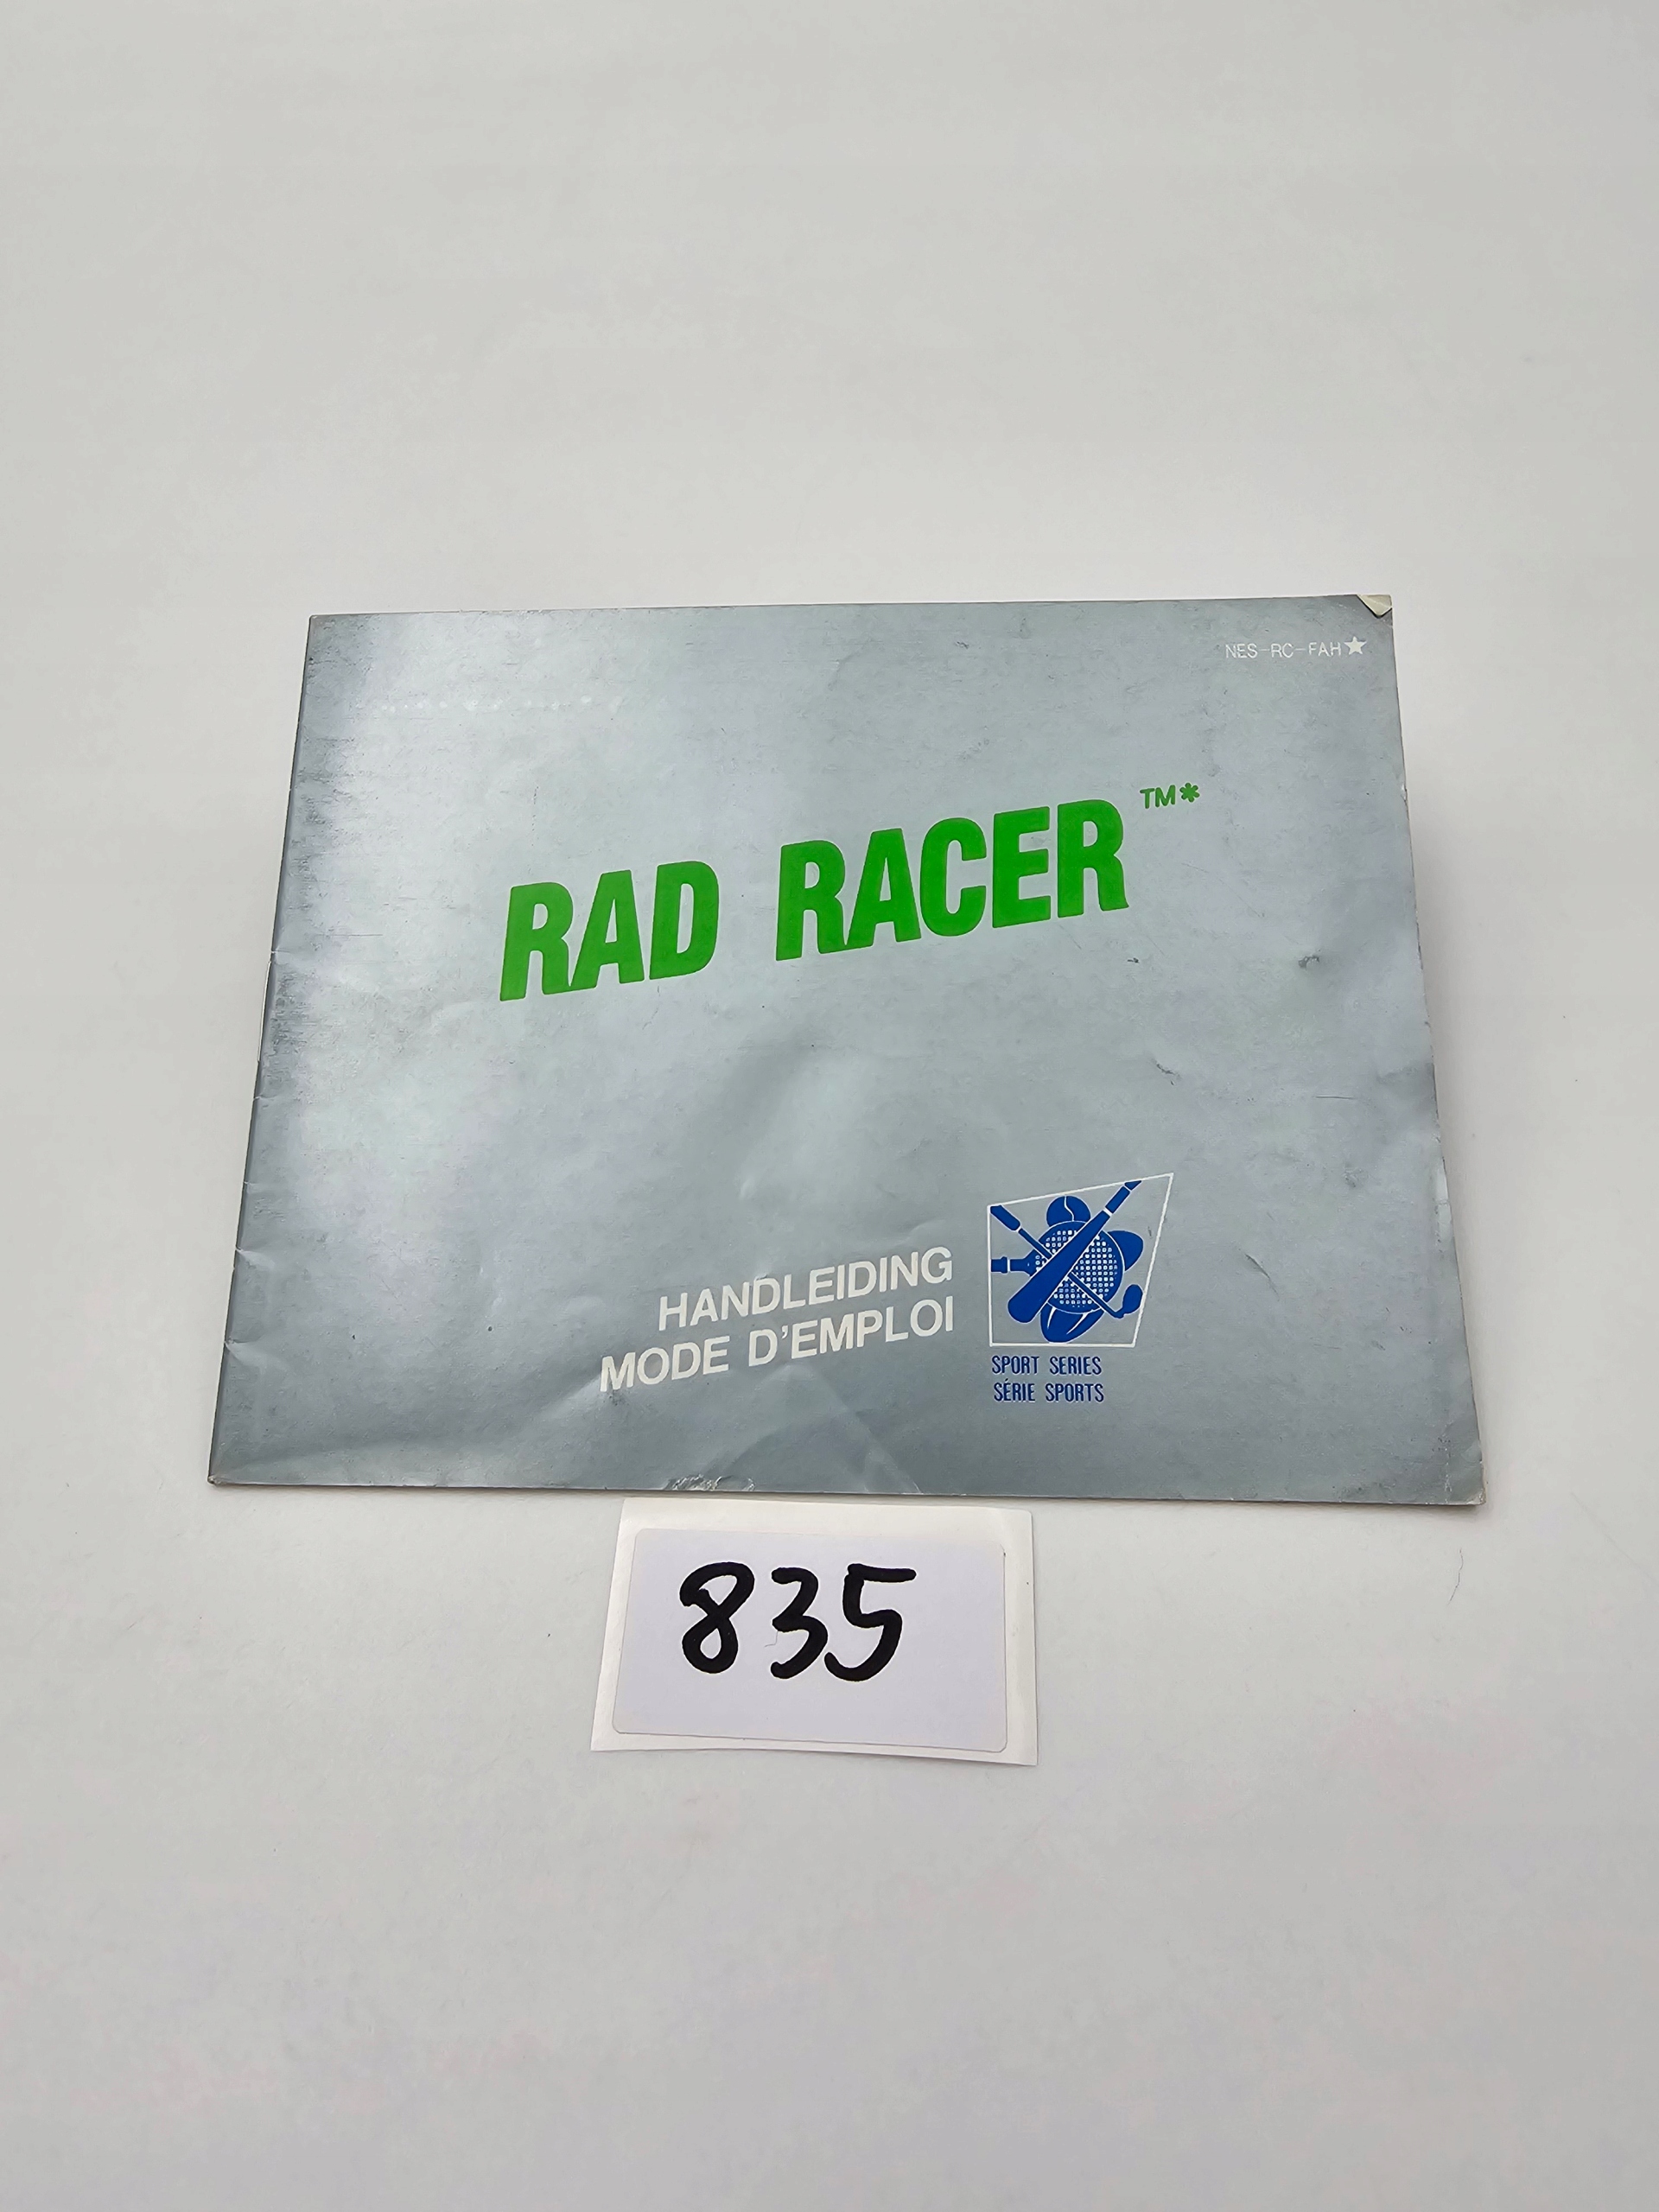 NES-RC-FAH★
RAD RACER™*
HANDLEIDING
MODE D'EMPLOI
SPORT SERIES
SÉRIE SPORTS
835